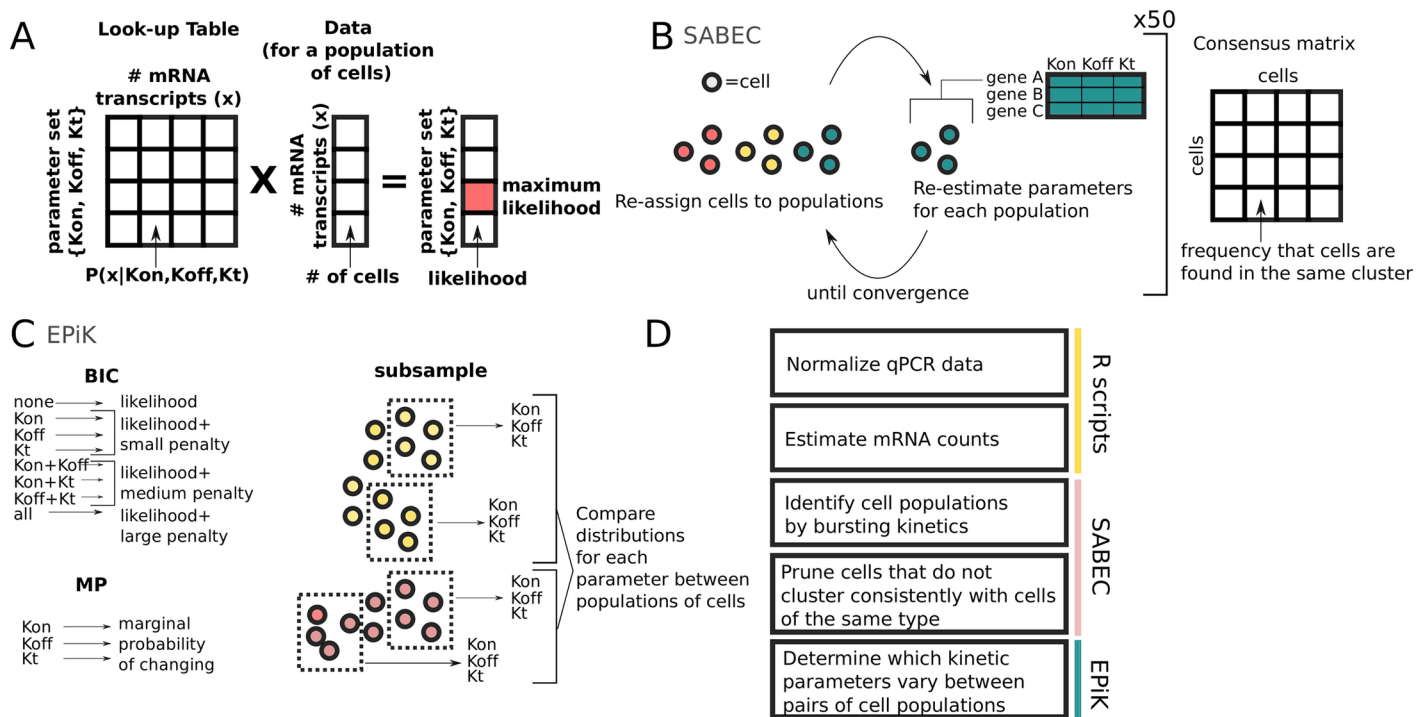 A
Look-up Table
# mRNA
transcripts (x)
parameter set
{Kon, Koff, Kt}
P(x|Kon,Koff,Kt)
X
Data
(for a population
of cells)
# mRNA
transcripts (x)
# of cells
=
parameter set
{Kon, Koff, Kt}
maximum
likelihood
likelihood
B SABEC
=cell
Re-assign cells to populations
gene A
gene B
gene C
Kon Koff Kt
Re-estimate parameters
for each population
until convergence
x50
Consensus matrix
cells
cells
frequency that cells are
found in the same cluster
C EPiK
BIC
none
likelihood
Kon
Koff
Kt
likelihood+
small penalty
Kon+Koff
Kon+Kt
Koff+Kt
likelihood+
medium penalty
all
likelihood+
large penalty
MP
Kon
Koff
Kt
marginal
probability
of changing
subsample
Kon
Koff
Kt
Kon
Koff
Kt
Kon
Koff
Kt
Kon
Koff
Kt
Compare
distributions
for each
parameter between
populations of cells
D
Normalize qPCR data
Estimate mRNA counts
R scripts
Identify cell populations
by bursting kinetics
Prune cells that do not
cluster consistently with cells
of the same type
SABEC
Determine which kinetic
parameters vary between
pairs of cell populations
EPiK